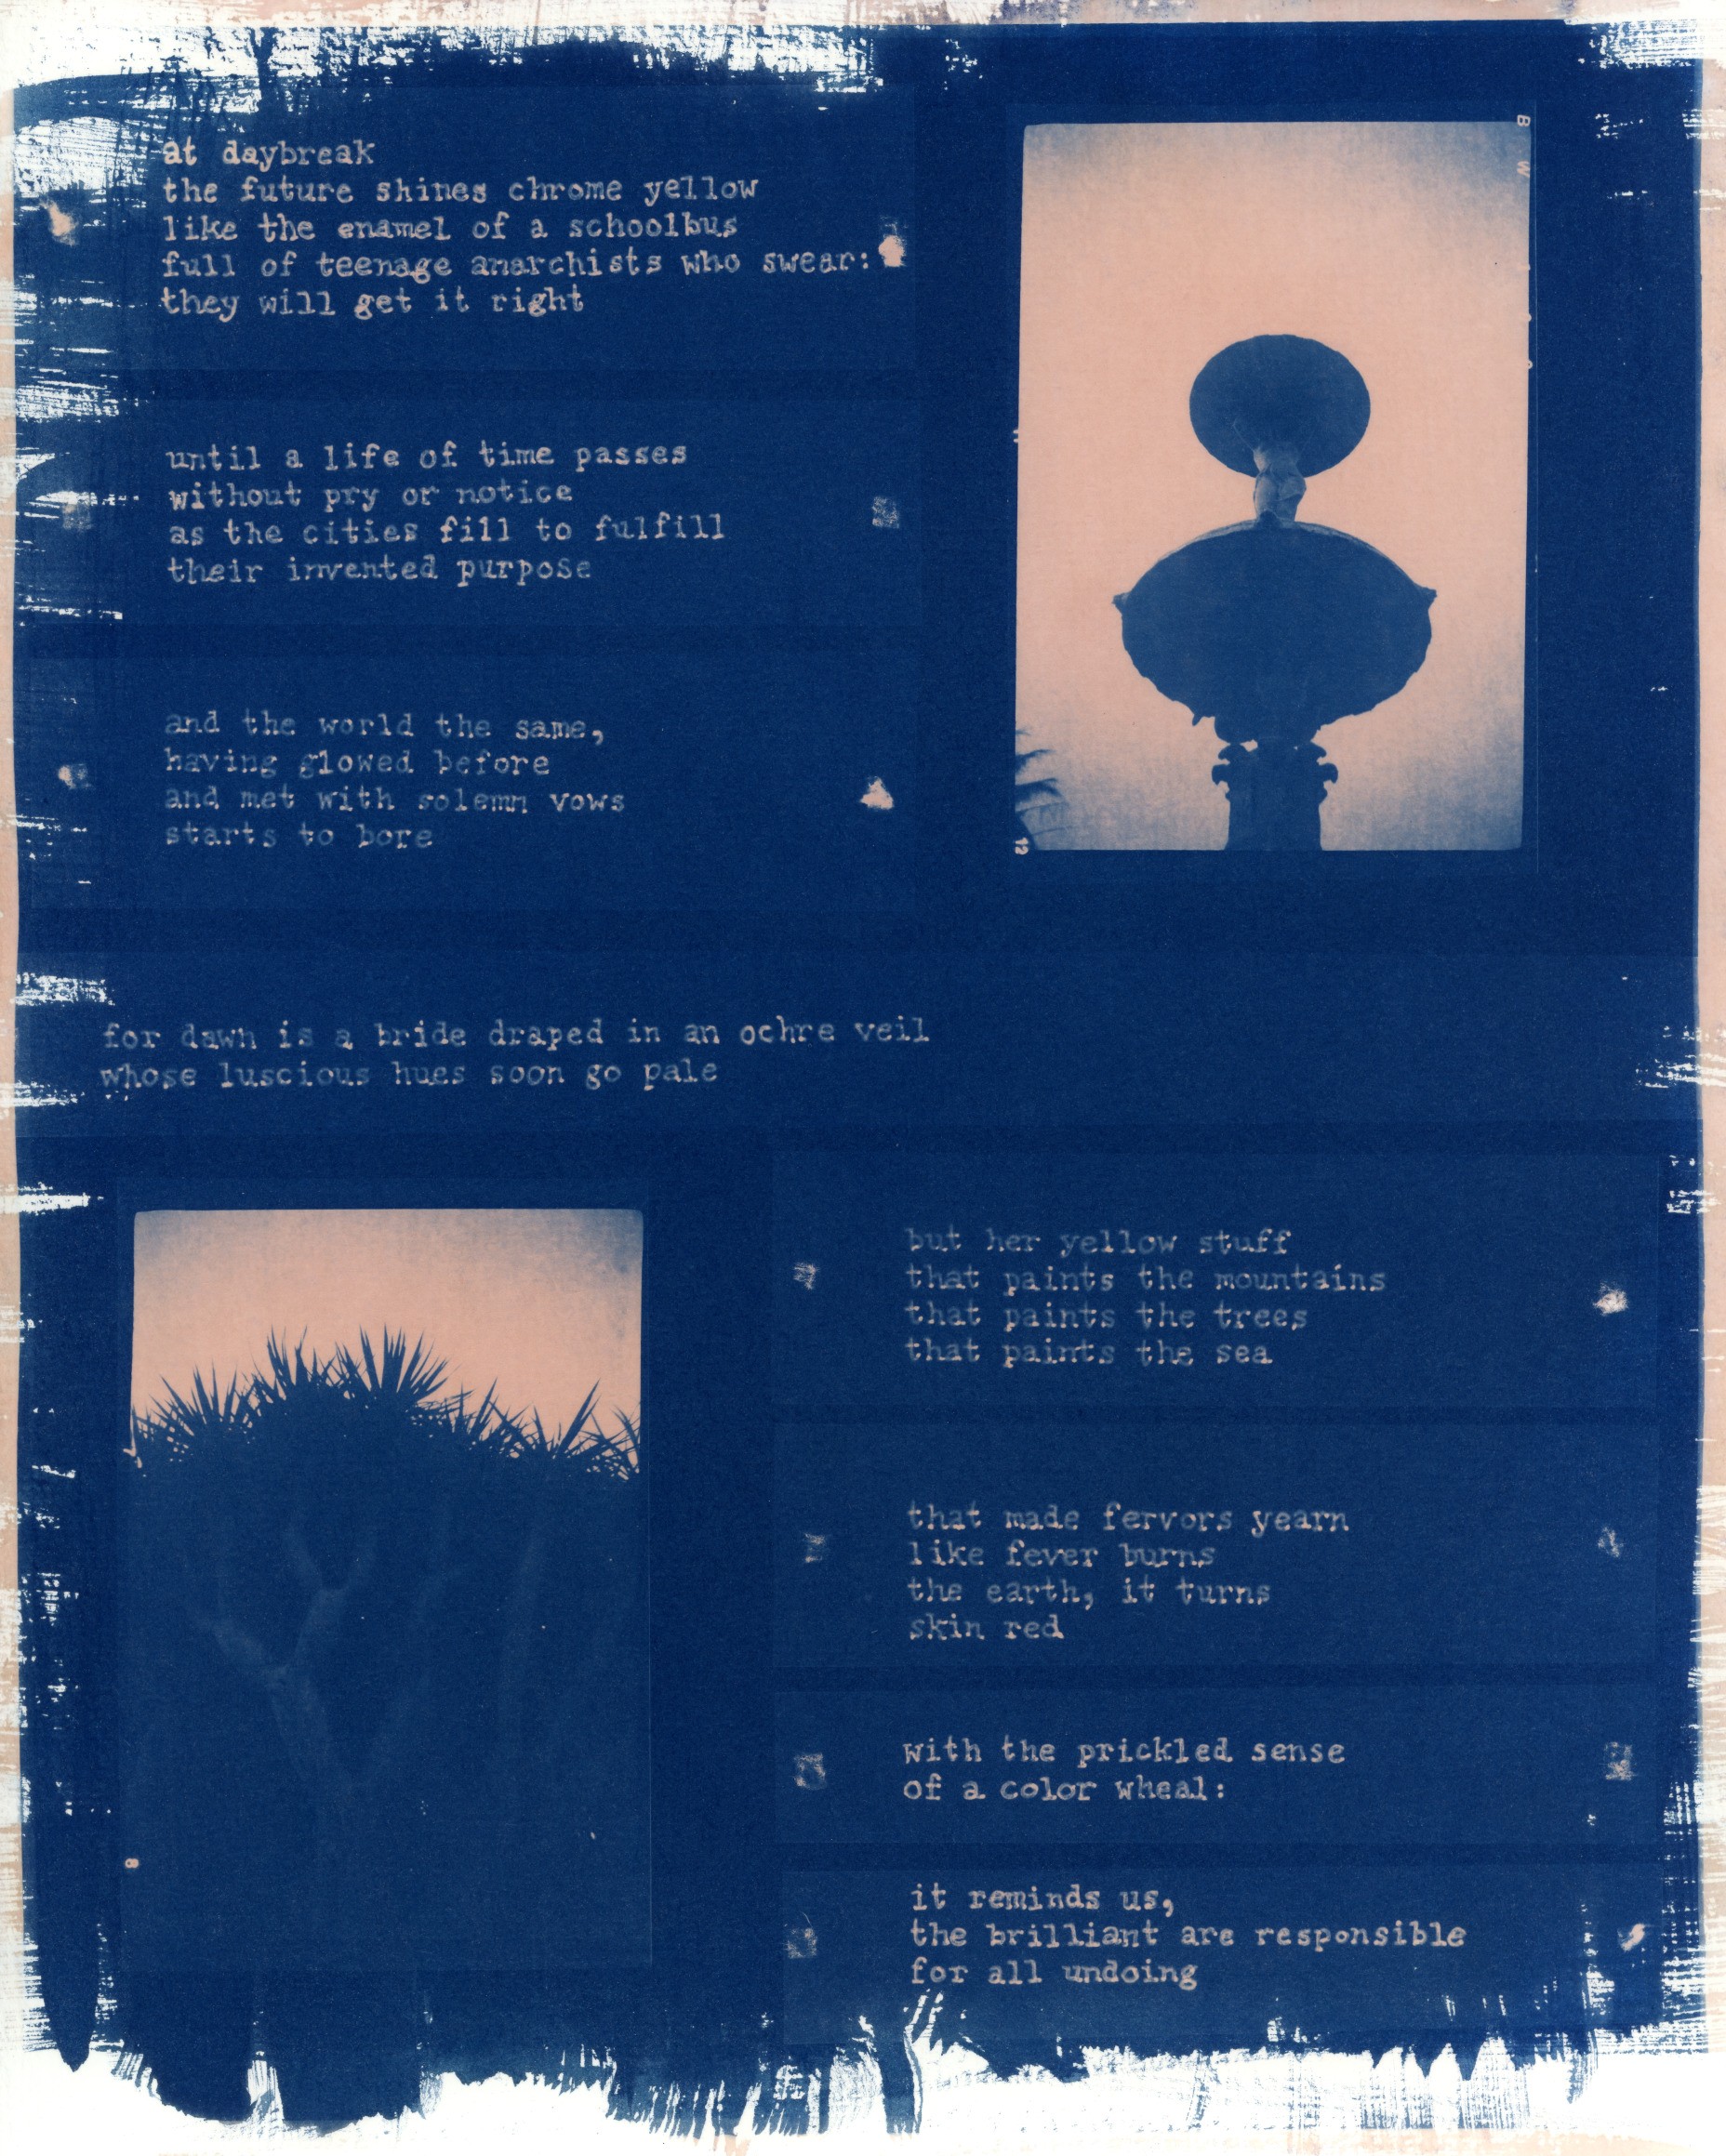 at daybreak
the future shines chrome yellow
like the enamel of a schoolbus
full of teenage anarchists who swear:
they will get it right
until a life of time passes
without pry or notice
as the cities fill to fulfill
their invented purpose
and the world the same,
having glowed before
and met with solemn vows
starts to bore
for dawn is a bride draped in an ochre veil
whose luscious hues soon go pale
but her yellow stuff
that paints the mountains
that paints the trees
that paints the sea
that made fervors yearn
like fever burns
the earth, it turns
skin red
with the prickled sense
of a color wheal:
it reminds us,
the brilliant are responsible
for all undoing
B W
12
8